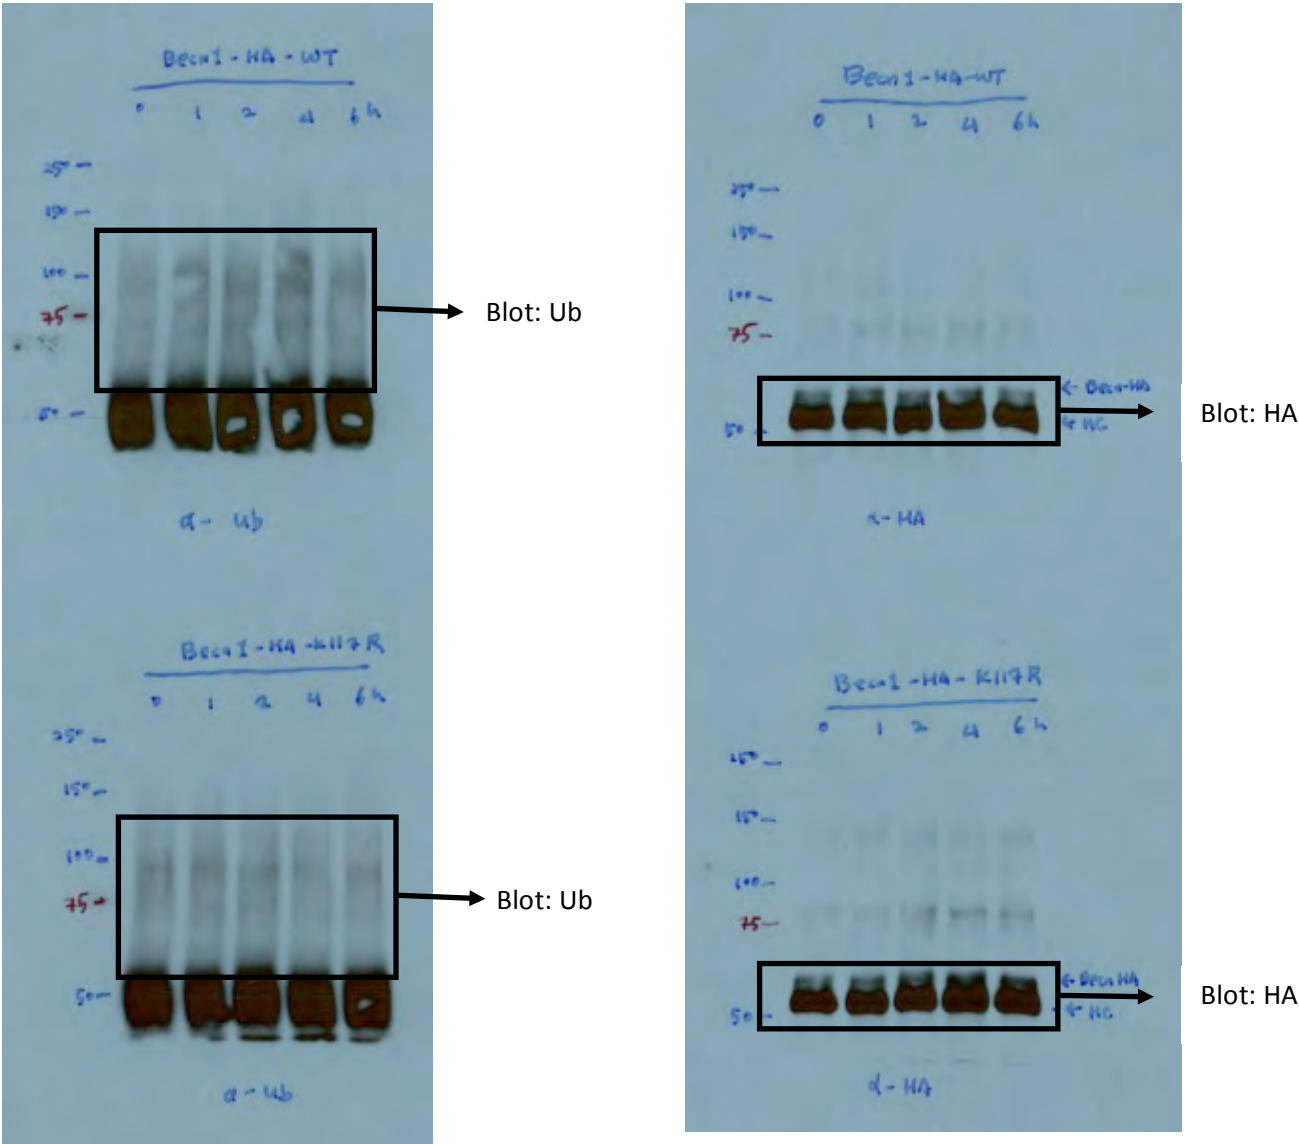 Becn1-HA-WT
0 1 2 4 6h
250 -
150 -
100 -
75 -
50 -
Blot: Ub
α- Ub
Becn1-HA-WT
0 1 2 4 6h
250 -
150 -
100 -
75 -
50 -
← Becn-HA
← HC
Blot: HA
α-HA
Becn1-HA-K117R
0 1 2 4 6h
250 -
150 -
100 -
75 -
50 -
Blot: Ub
α-Ub
Becn1-HA-K117R
0 1 2 4 6h
250 -
150 -
100 -
75 -
50 -
← Becn HA
← HC
Blot: HA
α-HA